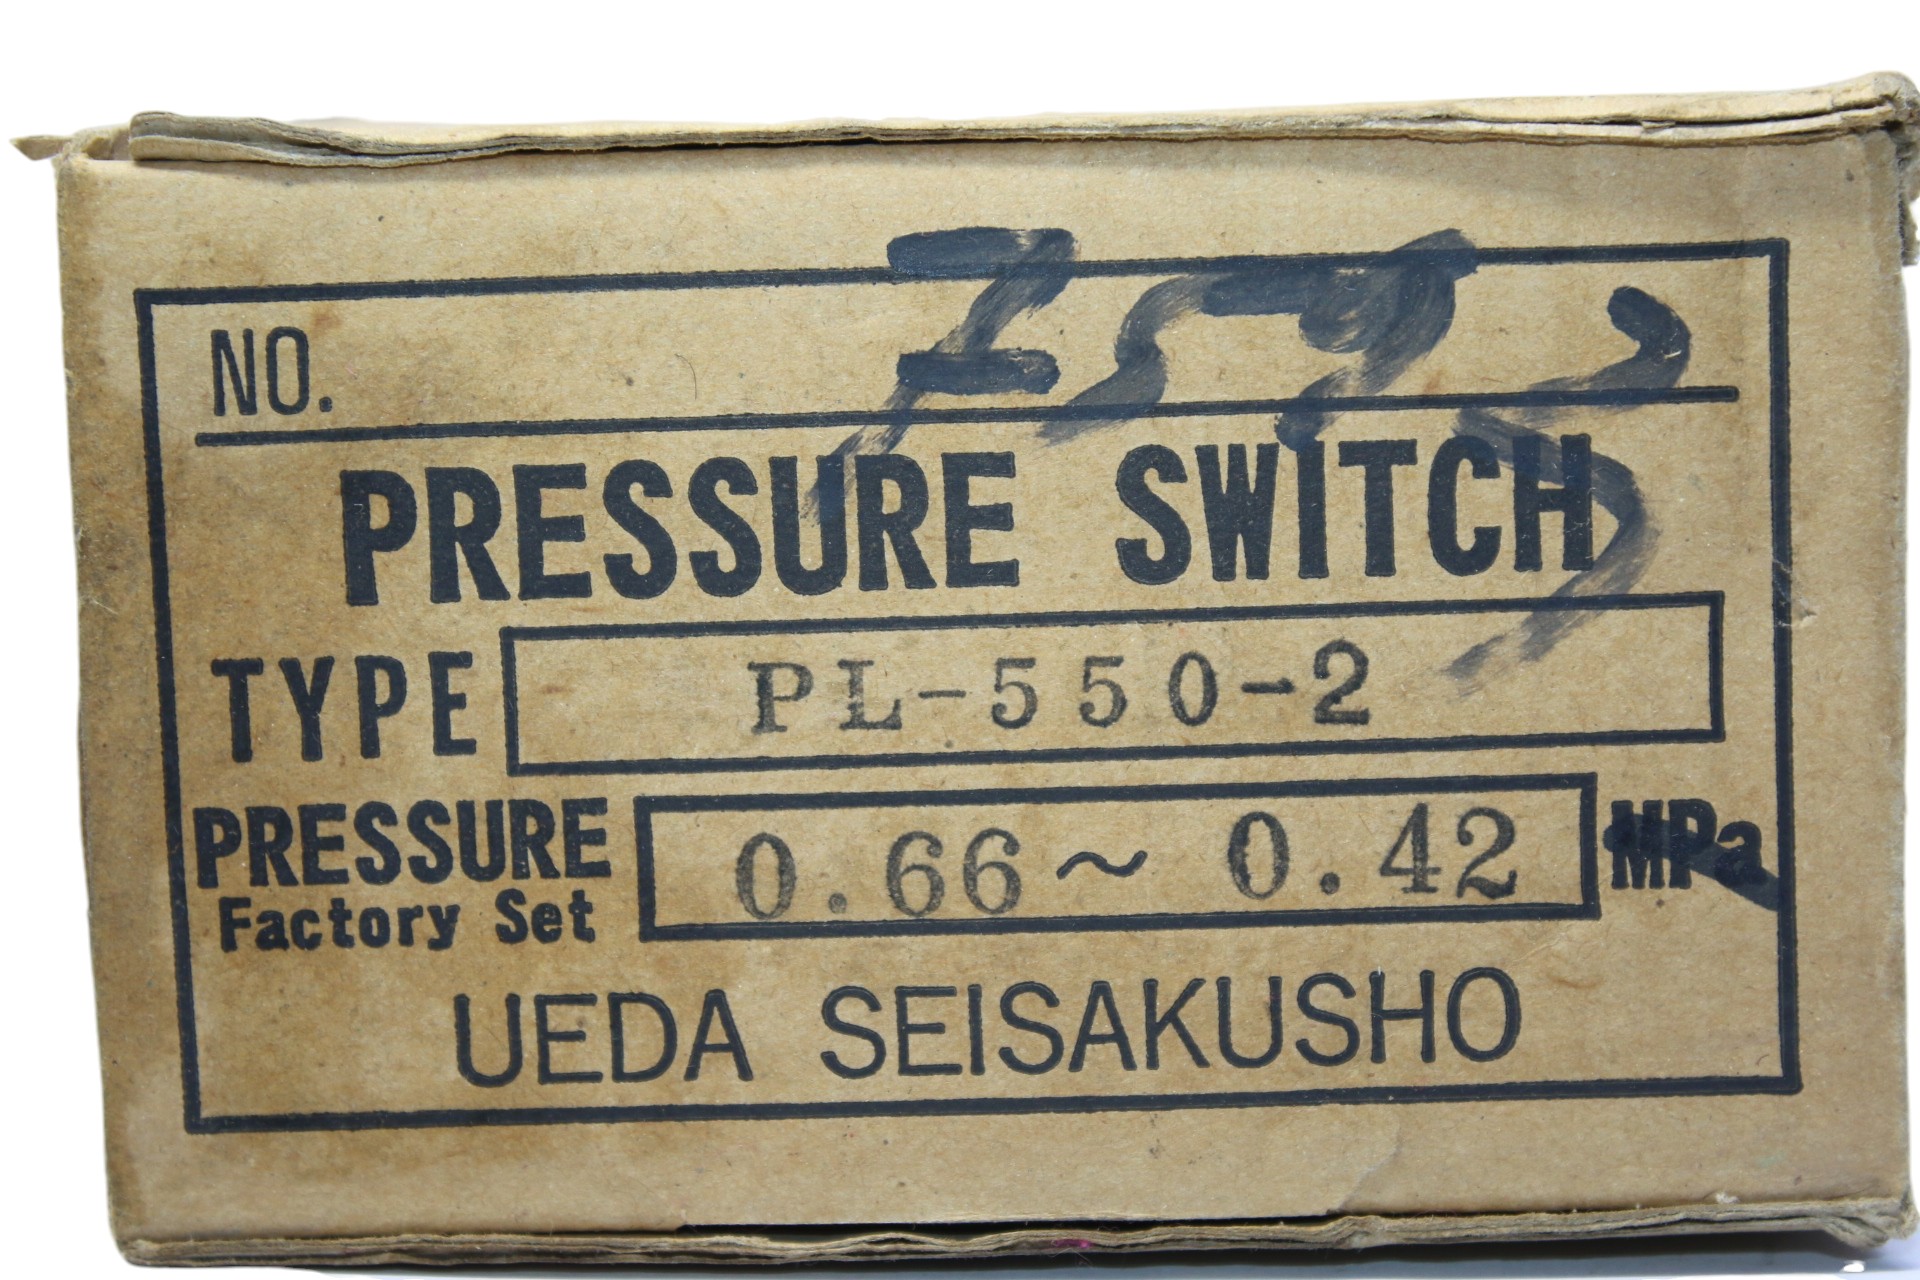 NO.
PRESSURE SWITCH
TYPE PL-550-2
PRESSURE 0.66~0.42 MPa
Factory Set
UEDA SEISAKUSHO